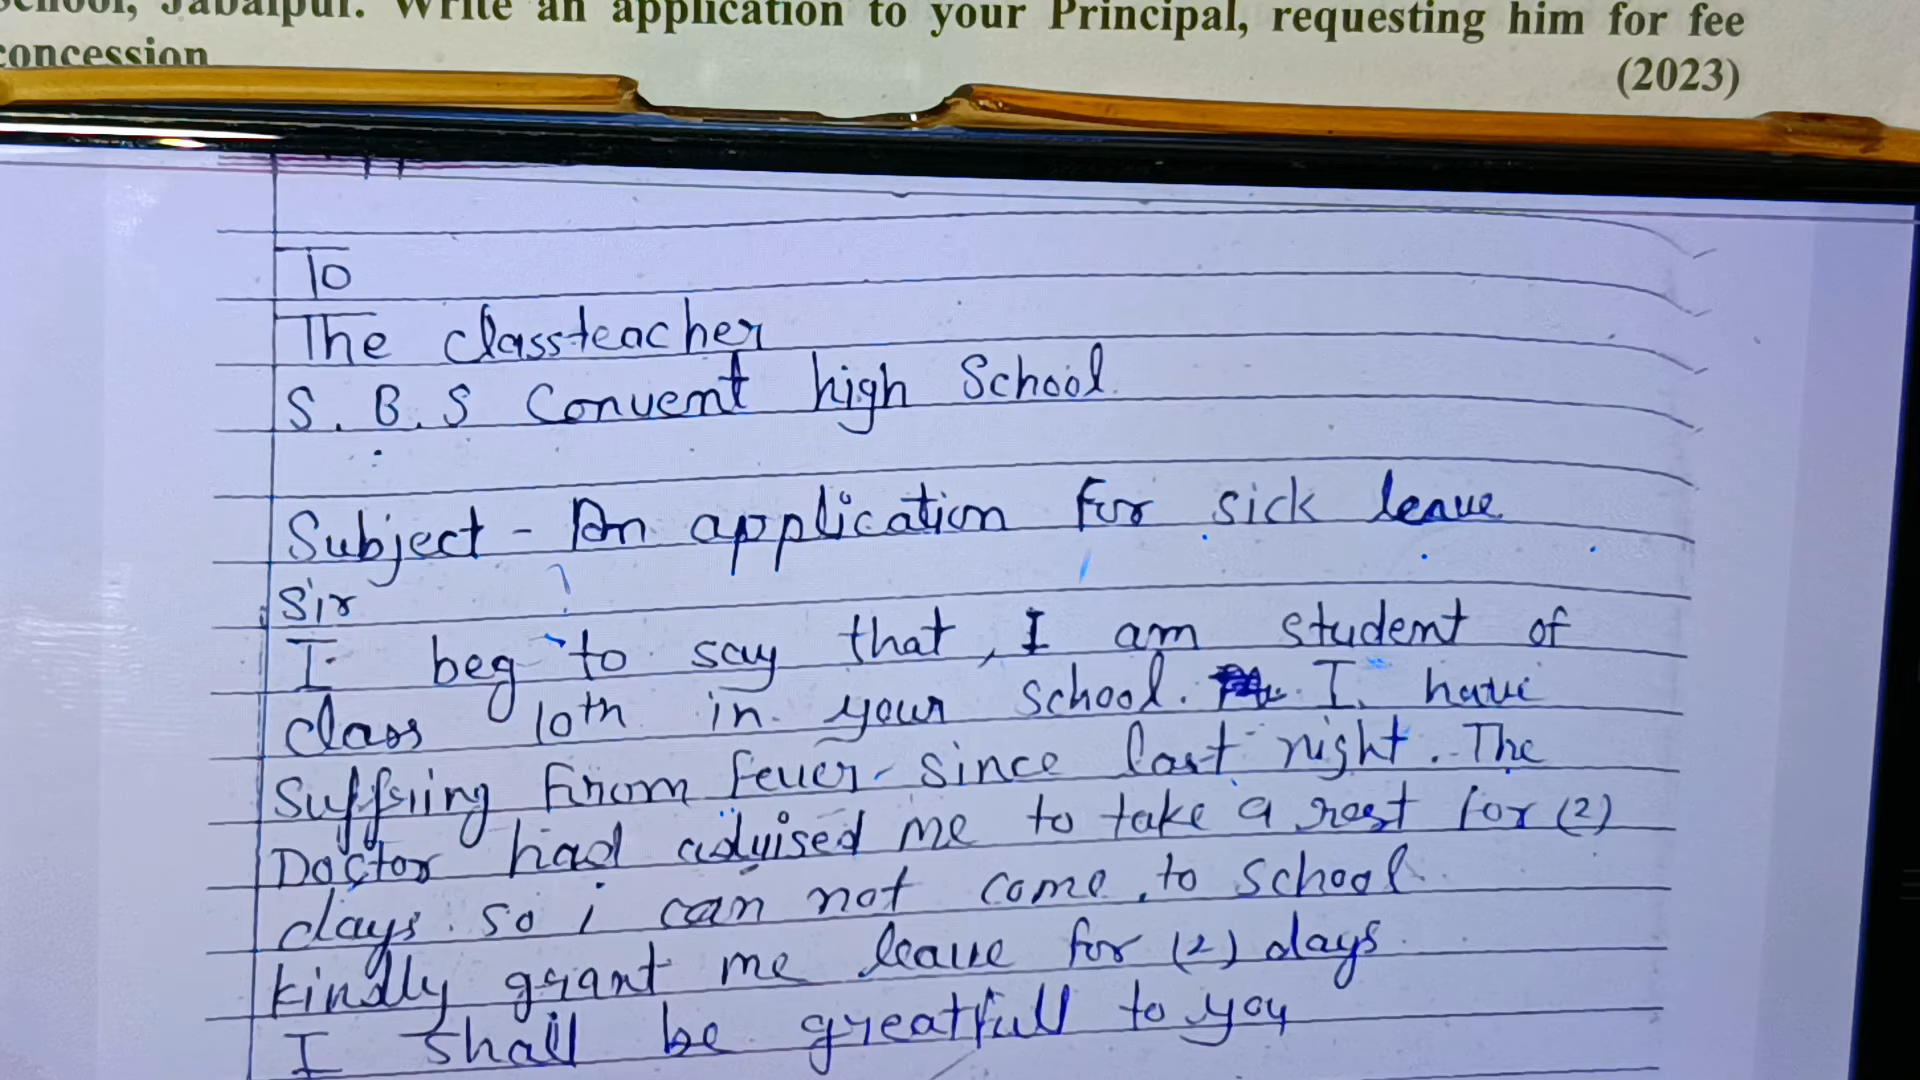 School, Jabalpur. Write an application to your Principal, requesting him for fee
concession (2023)
To
The classteacher
S. B. S Convent high School.
Subject - An application for sick leave
Sir
I beg to say that, I am student of
class 10th in your school. I have
Suffring From Fever since last night. The
Doctor had advised me to take a rest for (2)
days. so i can not come to school.
kindly grant me leave for (2) days.
I shall be greatfull to you